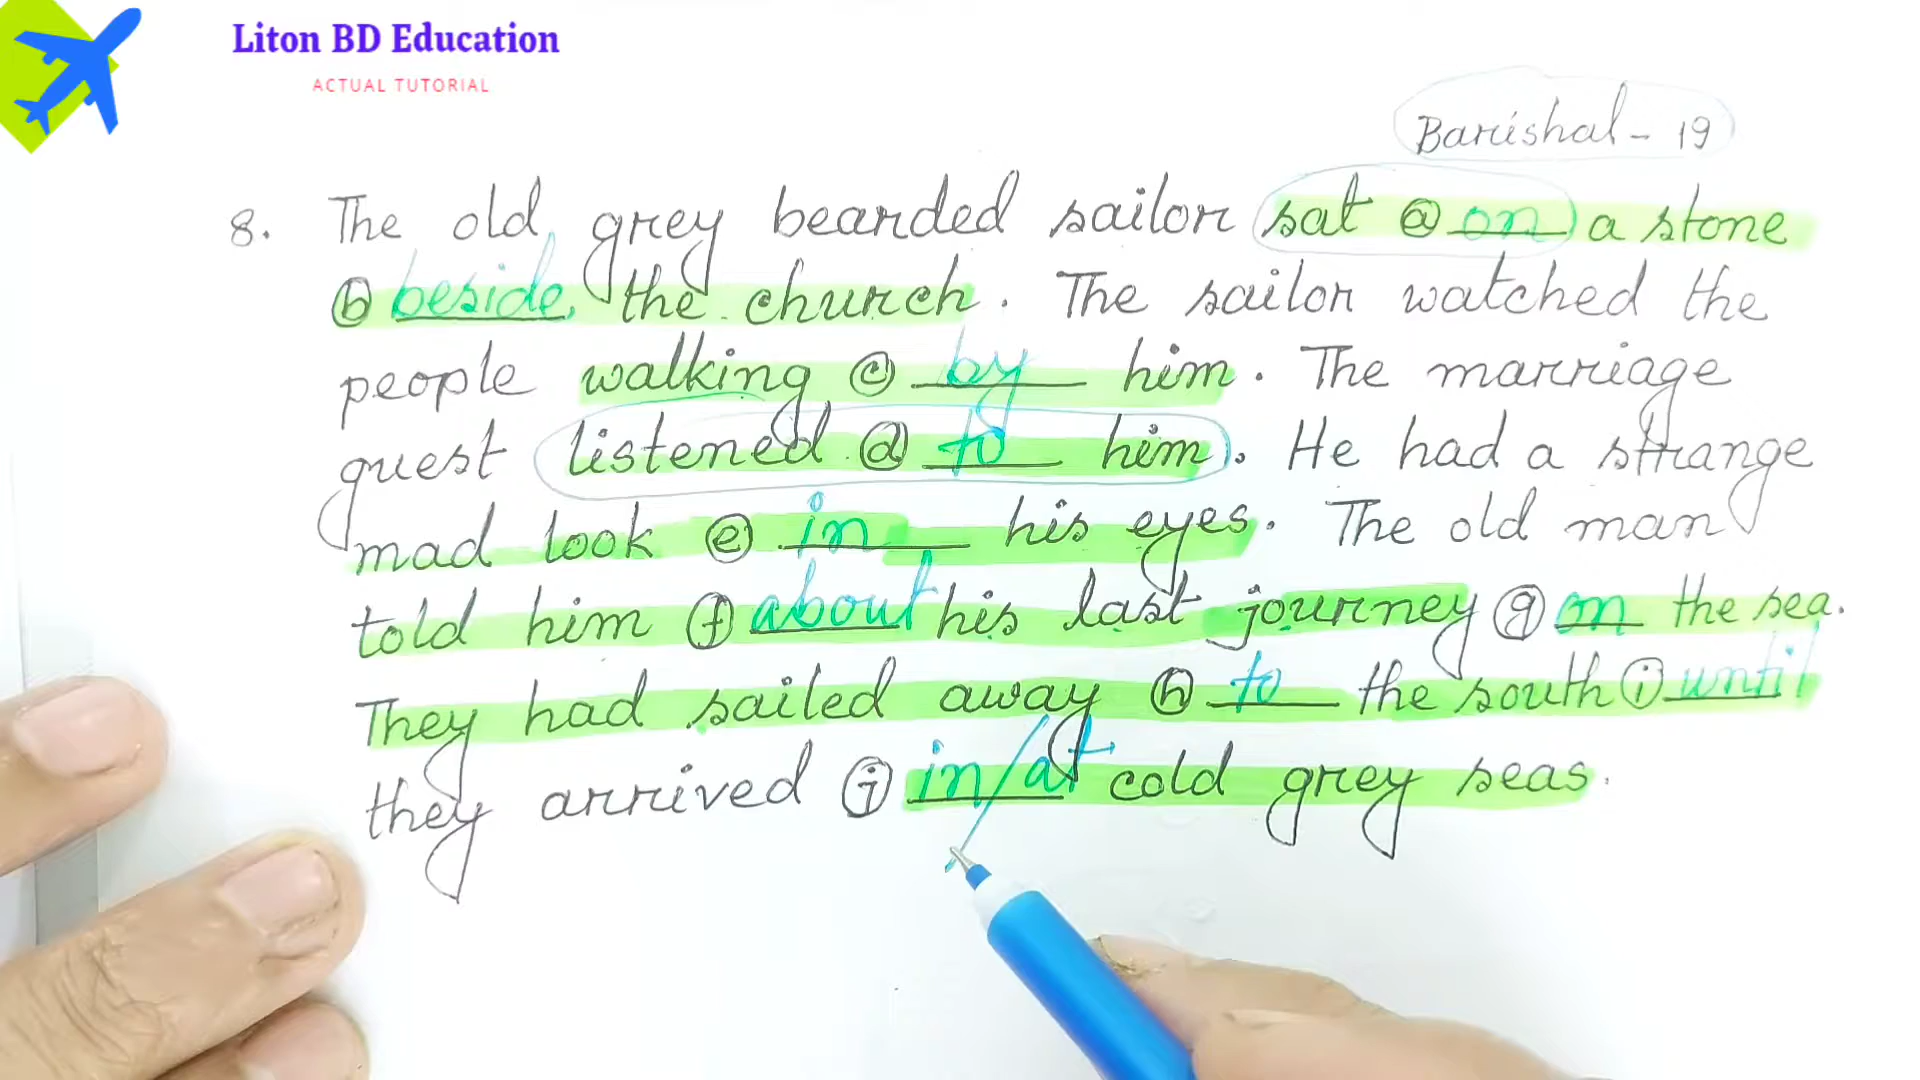 Liton BD Education
ACTUAL TUTORIAL
Barishal - 19
8. The old grey bearded sailor sat (a) on a stone
(b) beside the church. The sailor watched the
people walking (c) by him. The marriage
guest listened (d) to him. He had a strange
mad look (e) in his eyes. The old man
told him (f) about his last journey (g) on the sea.
They had sailed away (h) to the south (i) until
they arrived (j) in/at cold grey seas.